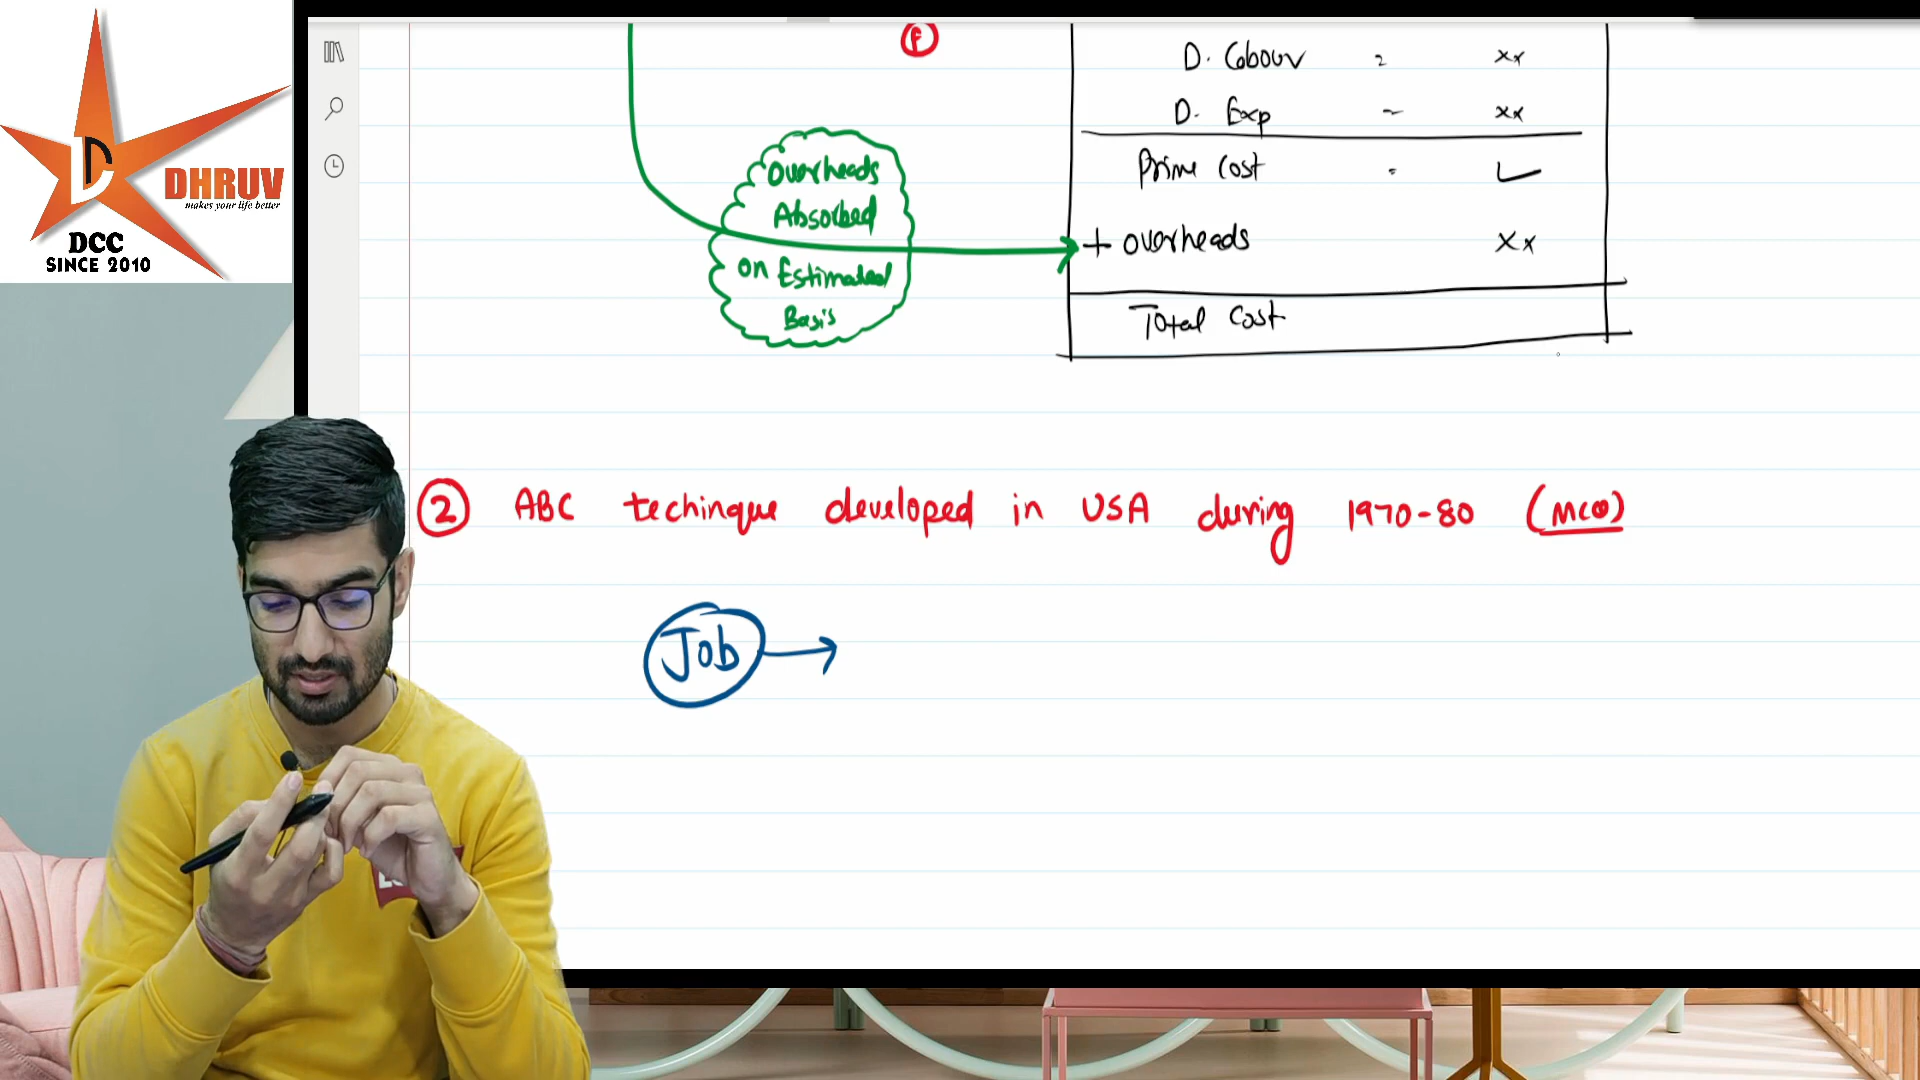 DHRUV
makes your life better
DCC
SINCE 2010
P
D. Labour = xx
D. Exp - xx
Prime Cost =
+ overheads xx
Total Cost
overheads
Absorbed
on Estimated
Basis
2 ABC techinque developed in USA during 1970-80 (MCQ)
Job